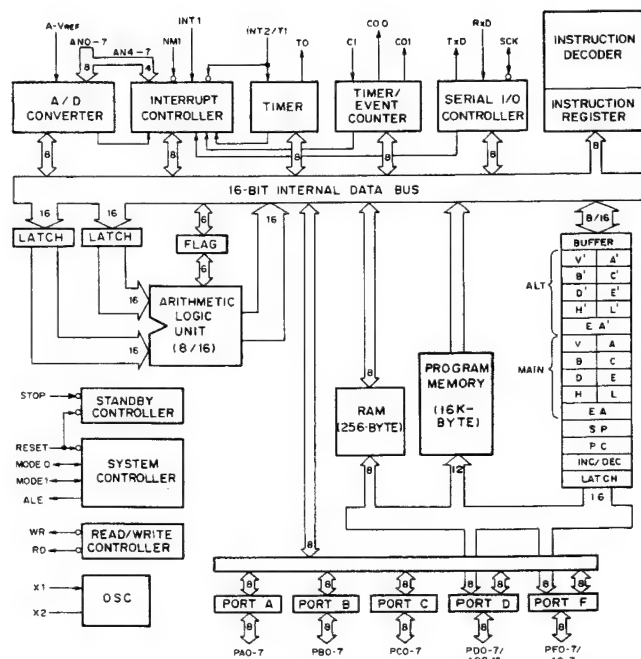 A-VREF
AN0-7
AN4-7
INT1
NM1
INT2/T1
TO
C1
CO0
CO1
TxD
RxD
SCK
8
4
A/D CONVERTER
INTERRUPT CONTROLLER
TIMER
TIMER/EVENT COUNTER
SERIAL I/O CONTROLLER
INSTRUCTION DECODER
INSTRUCTION REGISTER
8
8
8
8
8
8
16-BIT INTERNAL DATA BUS
16
16
6
16
8/16
LATCH
LATCH
FLAG
BUFFER
6
16
16
ARITHMETIC LOGIC UNIT (8/16)
ALT
V' A'
B' C'
D' E'
H' L'
EA'
MAIN
V A
B C
D E
H L
EA
SP
PC
INC/DEC
LATCH
16
8
RAM (256-BYTE)
PROGRAM MEMORY (16K-BYTE)
8
12
STOP
STANDBY CONTROLLER
RESET
MODE0
MODE1
ALE
SYSTEM CONTROLLER
WR
RD
READ/WRITE CONTROLLER
X1
X2
OSC
8
8
8
8
8
8
8
8
PORT A
PORT B
PORT C
PORT D
PORT F
8
8
8
8
8
PA0-7
PB0-7
PC0-7
PD0-7/
PF0-7/